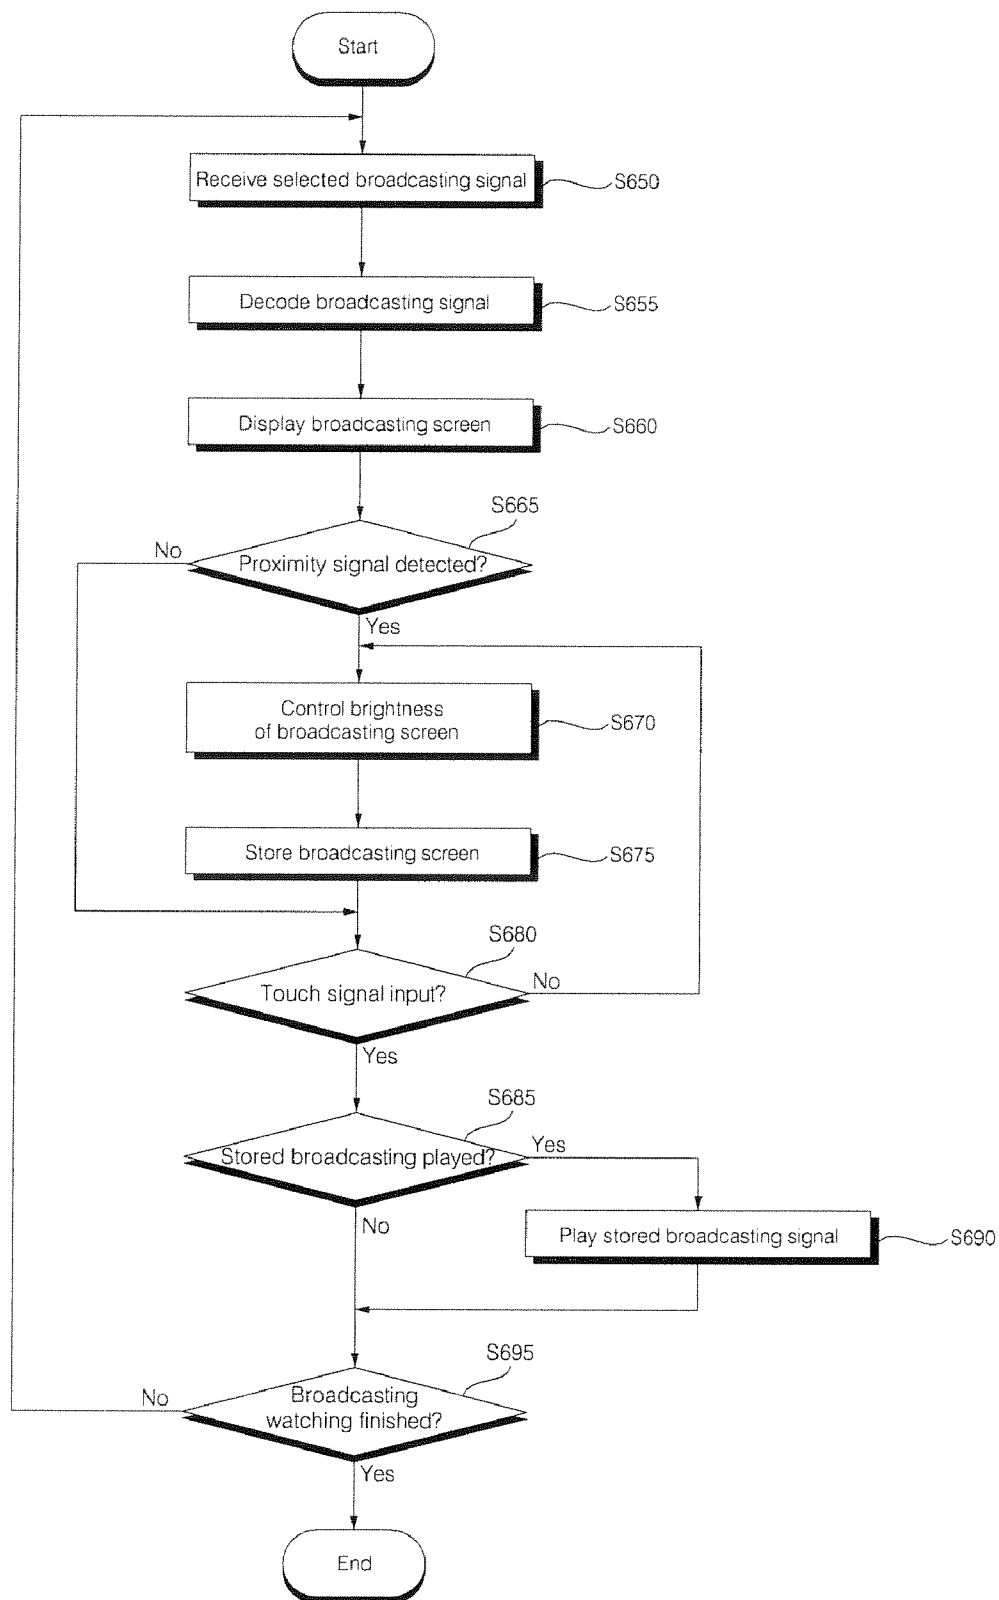 Start
Receive selected broadcasting signal
S650
Decode broadcasting signal
S655
Display broadcasting screen
S660
S665
No
Proximity signal detected?
Yes
Control brightness
of broadcasting screen
S670
Store broadcasting screen
S675
S680
Touch signal input?
No
Yes
S685
Stored broadcasting played?
Yes
No
Play stored broadcasting signal
S690
S695
No
Broadcasting
watching finished?
Yes
End